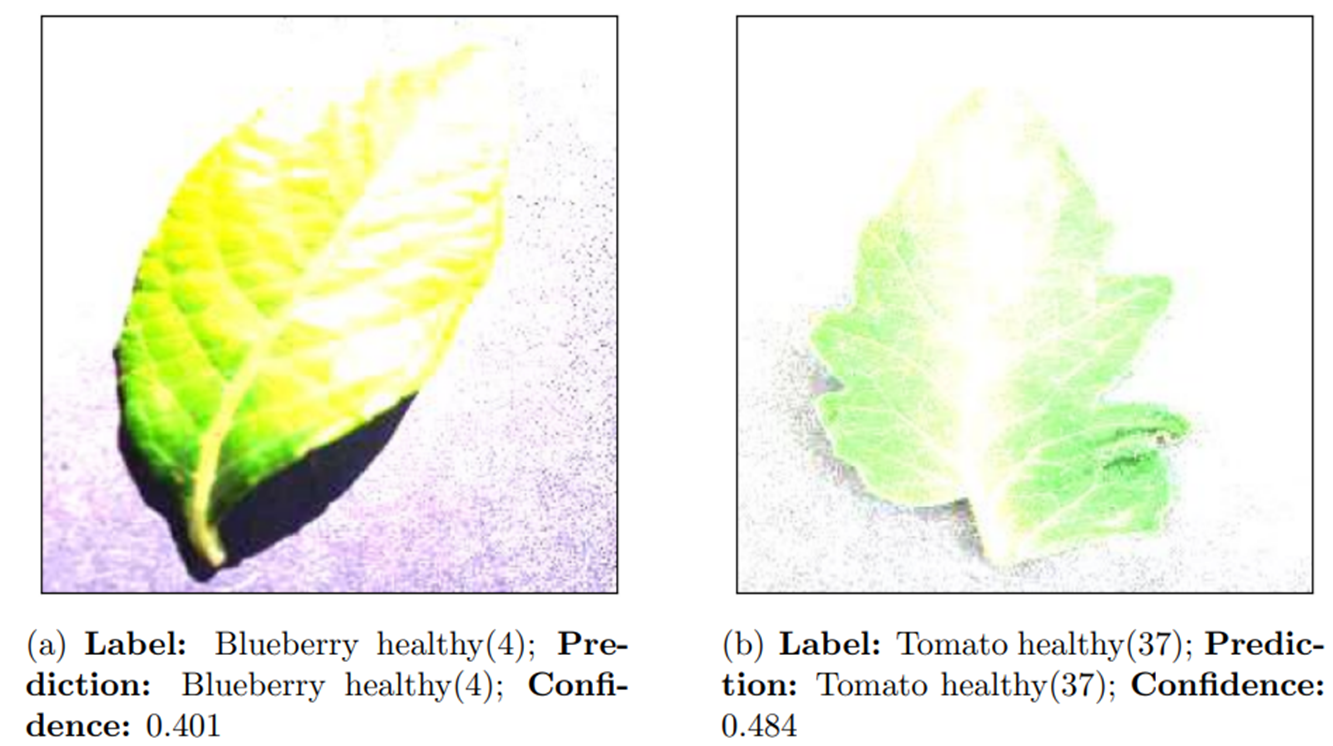 (a) Label: Blueberry healthy(4); Pre-
diction: Blueberry healthy(4); Confi-
dence: 0.401
(b) Label: Tomato healthy(37); Predic-
tion: Tomato healthy(37); Confidence:
0.484